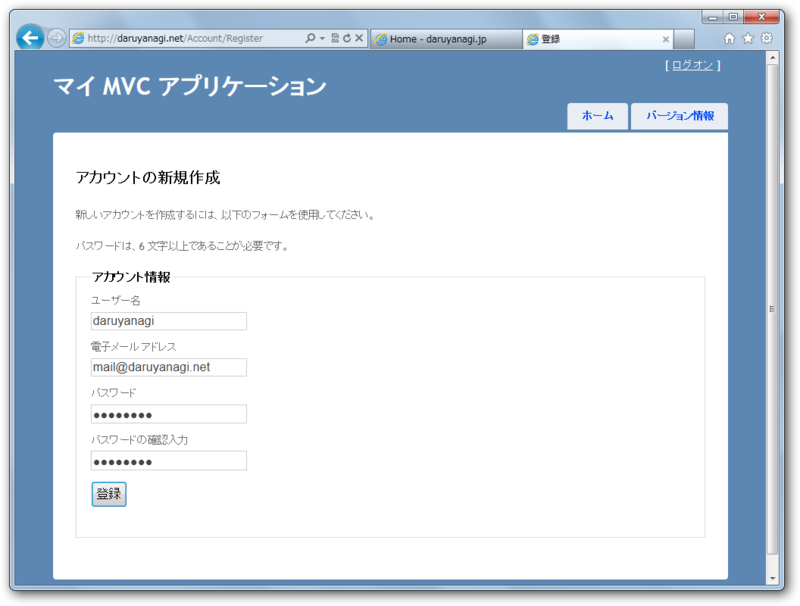 http://daruyanagi.net/Account/Register
Home - daruyanagi.jp
登録
[ ログオン ]
マイ MVC アプリケーション
ホーム
バージョン情報
アカウントの新規作成
新しいアカウントを作成するには、以下のフォームを使用してください。
パスワードは、6 文字以上であることが必要です。
アカウント情報
ユーザー名
daruyanagi
電子メール アドレス
mail@daruyanagi.net
パスワード
●●●●●●●●
パスワードの確認入力
●●●●●●●●
登録